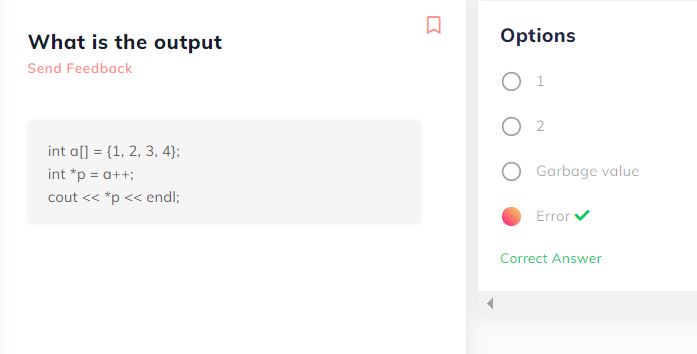 What is the output
Send Feedback
int a[] = {1, 2, 3, 4};
int *p = a++;
cout << *p << endl;
Options
1
2
Garbage value
Error
Correct Answer